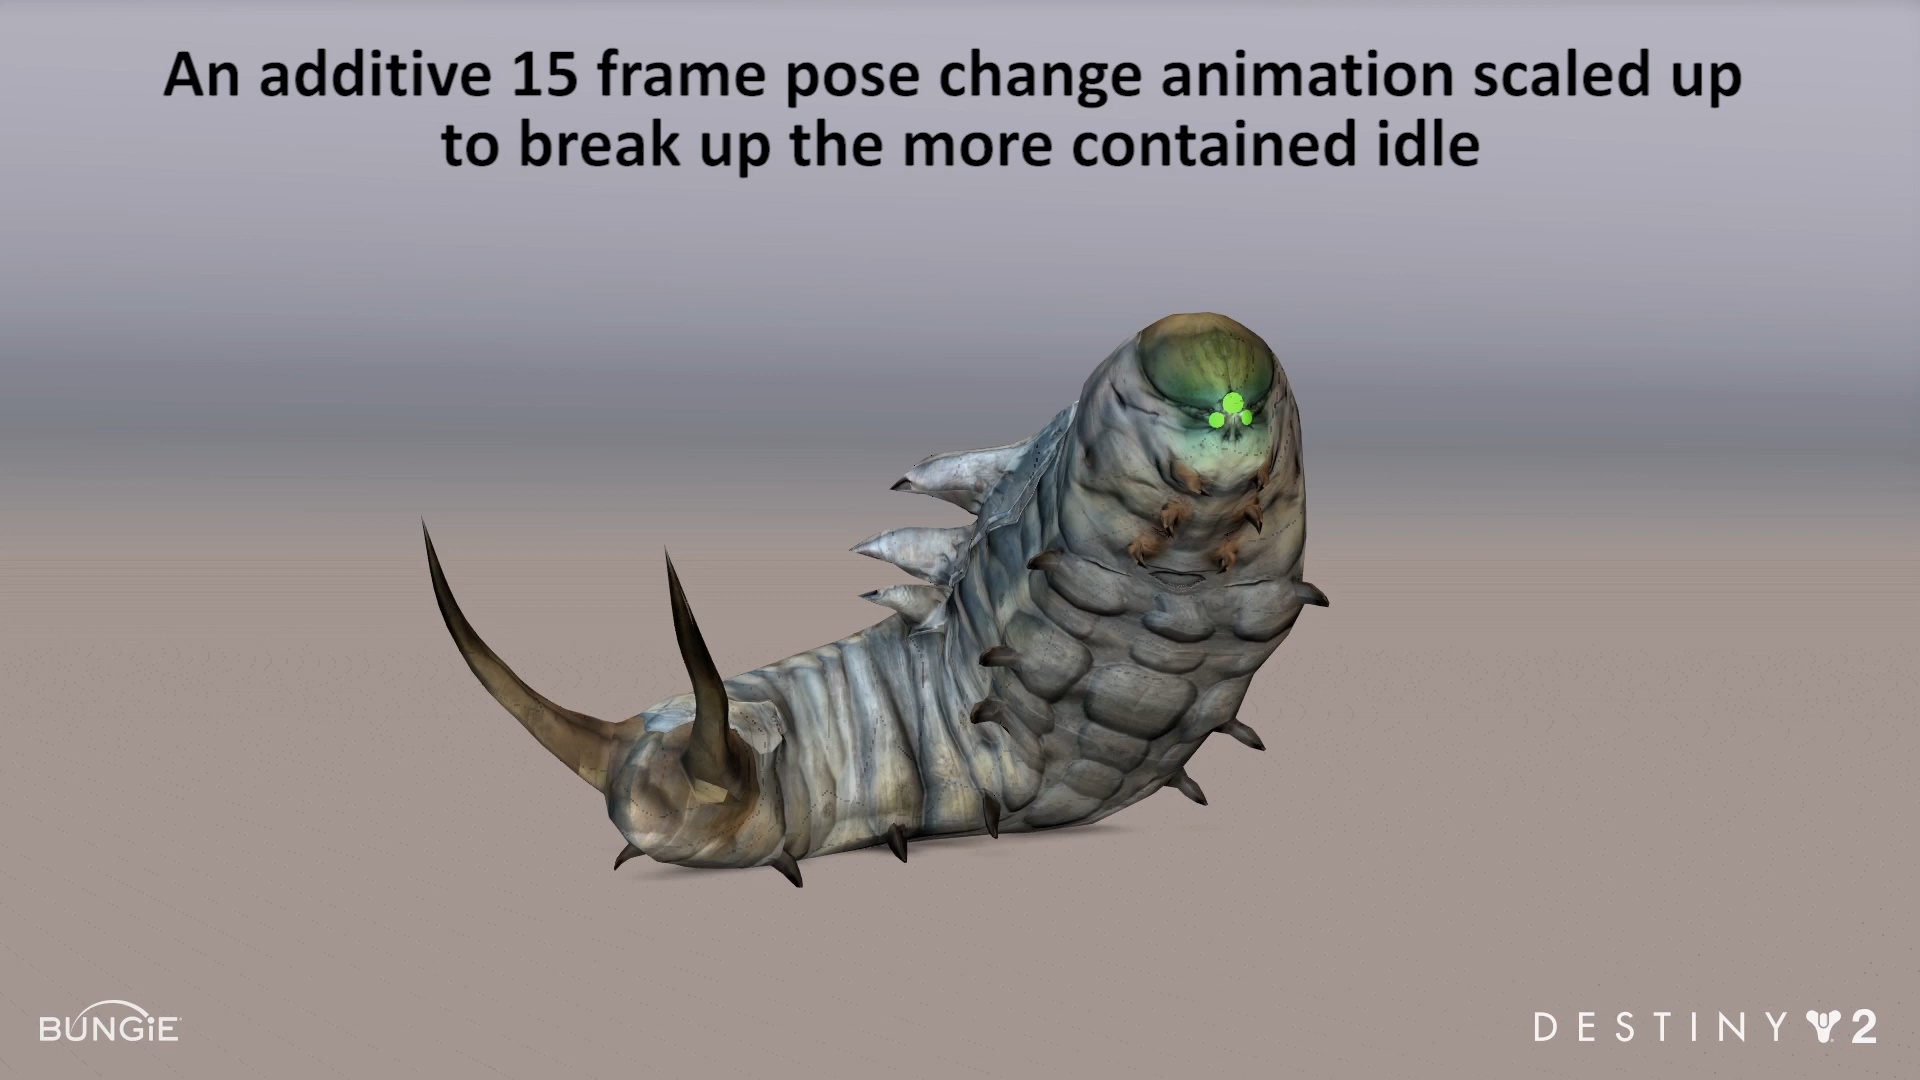 An additive 15 frame pose change animation scaled up
to break up the more contained idle
BUNGiE
DESTINY 2